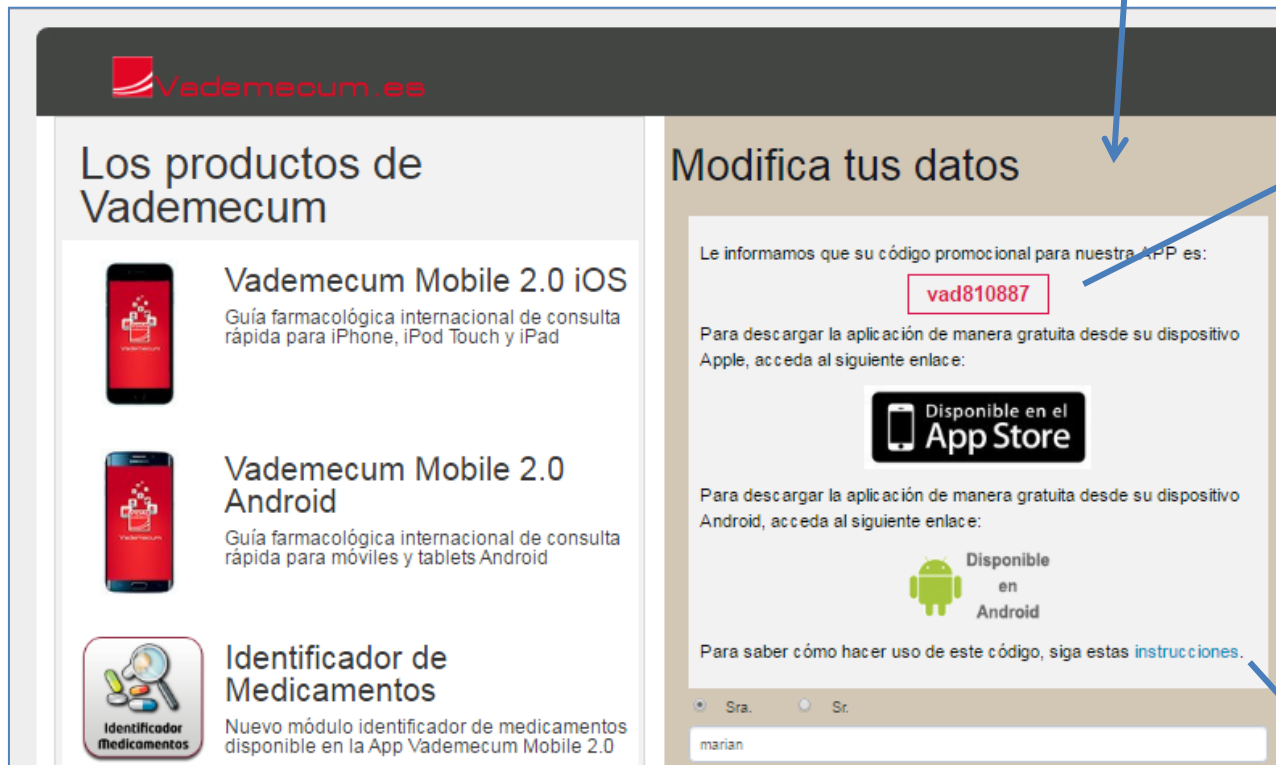 Vademecum.es
Los productos de
Vademecum
Vademecum Mobile 2.0 iOS
Guía farmacológica internacional de consulta
rápida para iPhone, iPod Touch y iPad
Vademecum Mobile 2.0
Android
Guía farmacológica internacional de consulta
rápida para móviles y tablets Android
Identificador
Medicamentos
Identificador de
Medicamentos
Nuevo módulo identificador de medicamentos
disponible en la App Vademecum Mobile 2.0
Modifica tus datos
Le informamos que su código promocional para nuestra APP es:
vad810887
Para descargar la aplicación de manera gratuita desde su dispositivo
Apple, acceda al siguiente enlace:
Disponible en el
App Store
Para descargar la aplicación de manera gratuita desde su dispositivo
Android, acceda al siguiente enlace:
Disponible
en
Android
Para saber cómo hacer uso de este código, siga estas instrucciones.
Sra. Sr.
marian